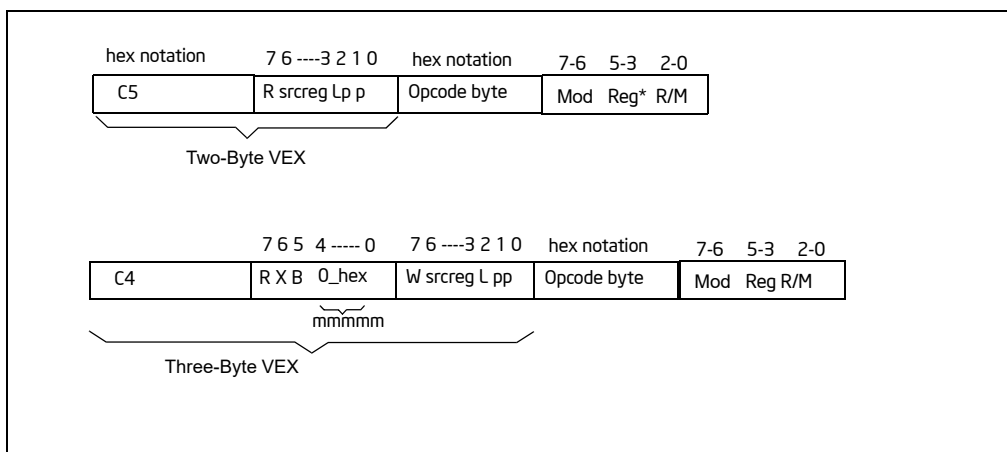 hex notation 7 6 ----3 2 1 0 hex notation 7-6 5-3 2-0
C5 R srcreg Lp p Opcode byte Mod Reg* R/M
Two-Byte VEX
7 6 5 4 ----- 0 7 6 ----3 2 1 0 hex notation 7-6 5-3 2-0
C4 R X B 0_hex W srcreg L pp Opcode byte Mod Reg R/M
mmmmm
Three-Byte VEX